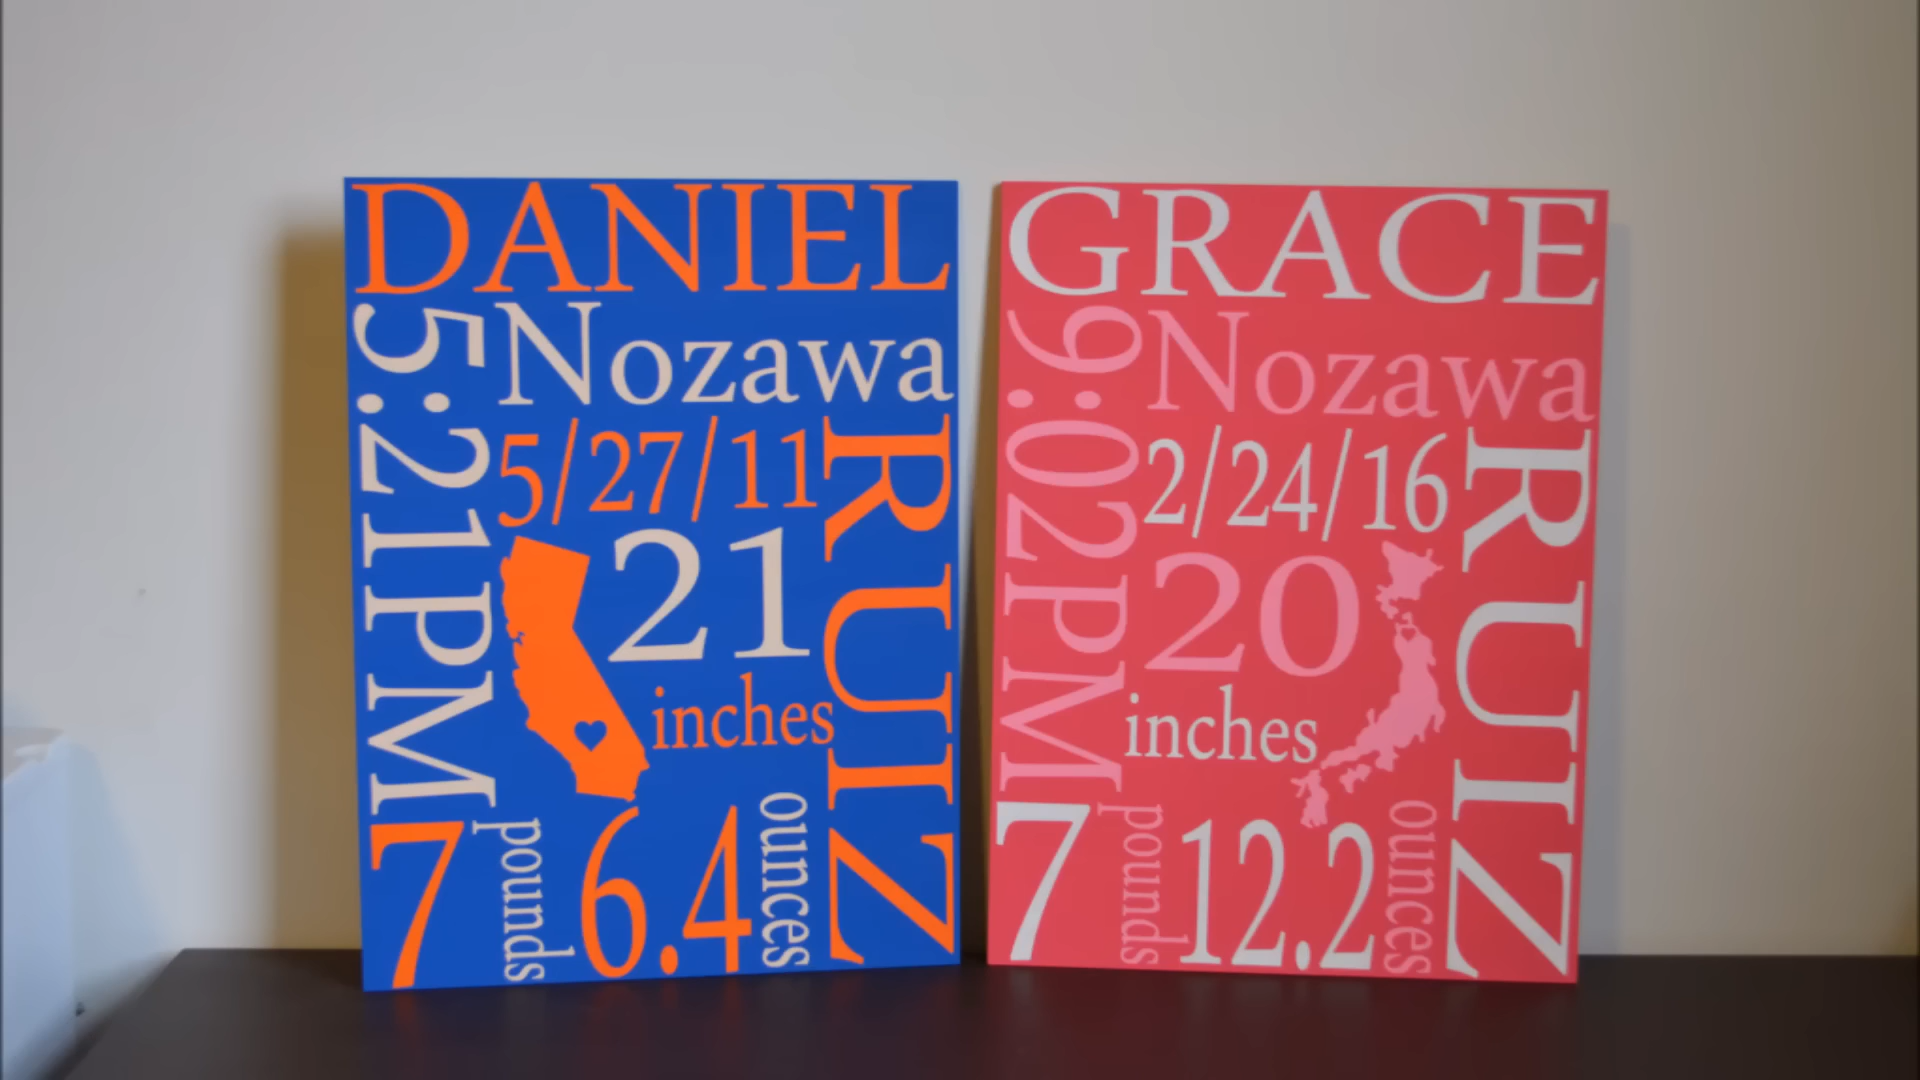 DANIEL
Nozawa
5:21PM
5/27/11
RUIZ
21
inches
7
pounds
6.4
ounces
GRACE
Nozawa
9:02PM
2/24/16
RUIZ
20
inches
7
pounds
12.2
ounces